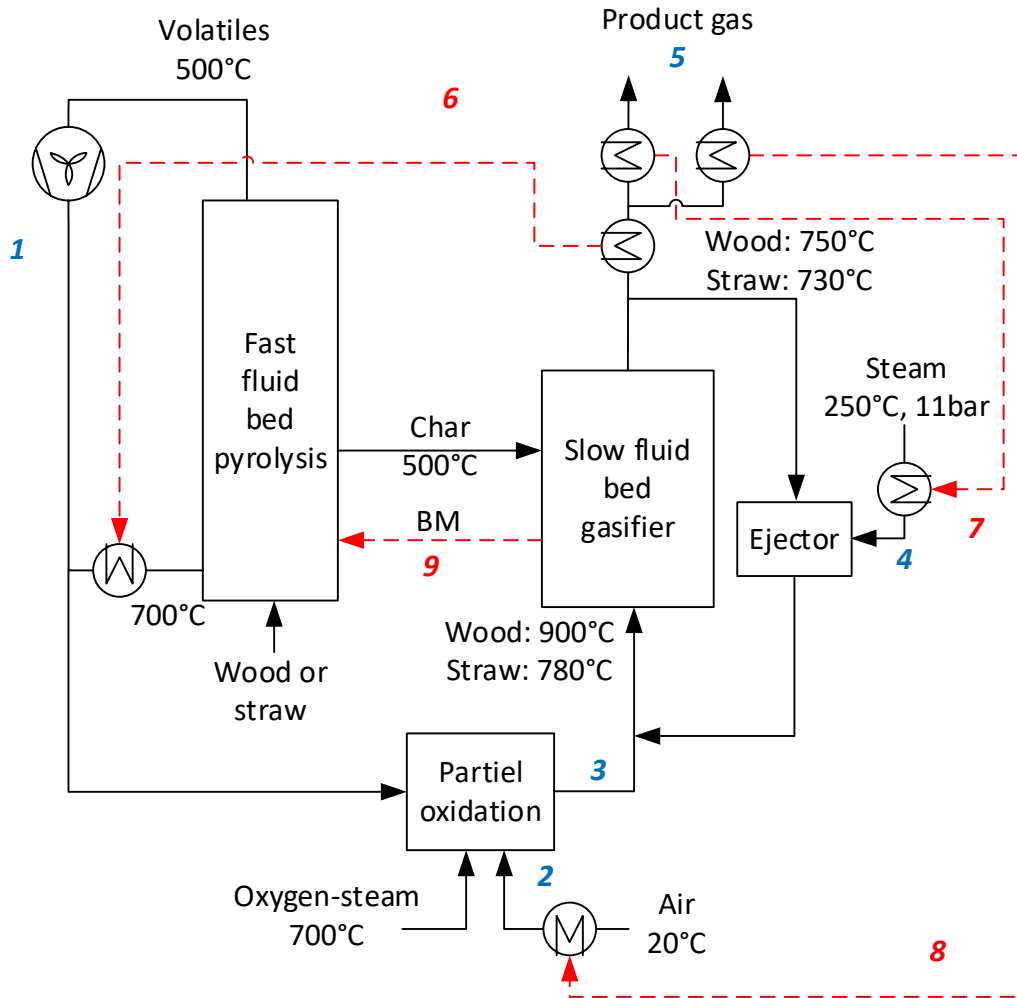 Volatiles
500°C
Product gas
5
6
1
Wood: 750°C
Straw: 730°C
Fast
fluid
bed
pyrolysis
Steam
250°C, 11bar
Char
500°C
Slow fluid
bed
gasifier
BM
9
Ejector
4
7
700°C
Wood: 900°C
Straw: 780°C
Wood or
straw
Partiel
oxidation
3
2
Oxygen-steam
700°C
Air
20°C
8